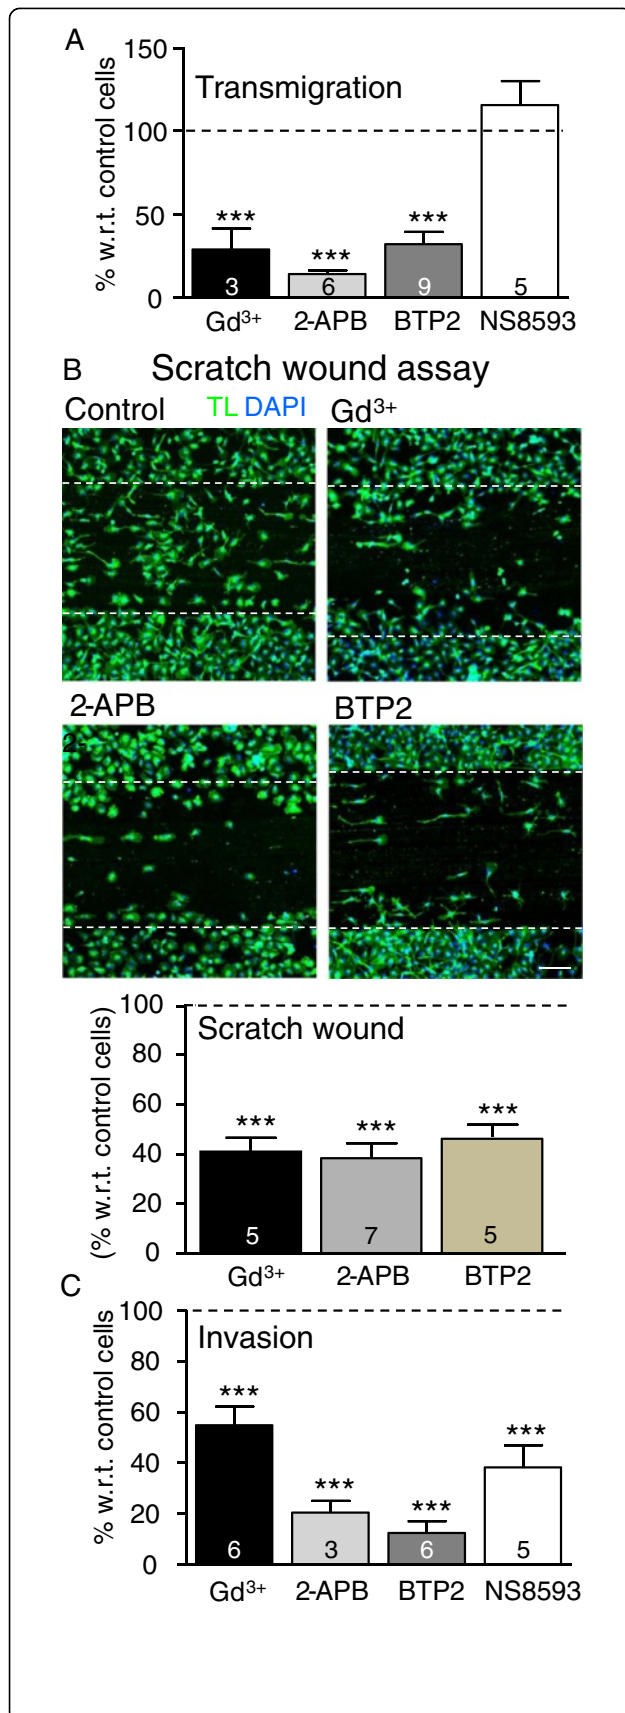 A
150
100
50
0
% w.r.t. control cells
Transmigration
***
***
***
3
6
9
5
Gd³⁺ 2-APB BTP2 NS8593
B Scratch wound assay
Control TL DAPI Gd³⁺
2-APB BTP2
2-
100
80
60
40
20
0
(% w.r.t. control cells)
Scratch wound
***
***
***
5
7
5
Gd³⁺ 2-APB BTP2
C
100
80
60
40
20
0
% w.r.t. control cells
Invasion
***
***
***
***
6
3
6
5
Gd³⁺ 2-APB BTP2 NS8593